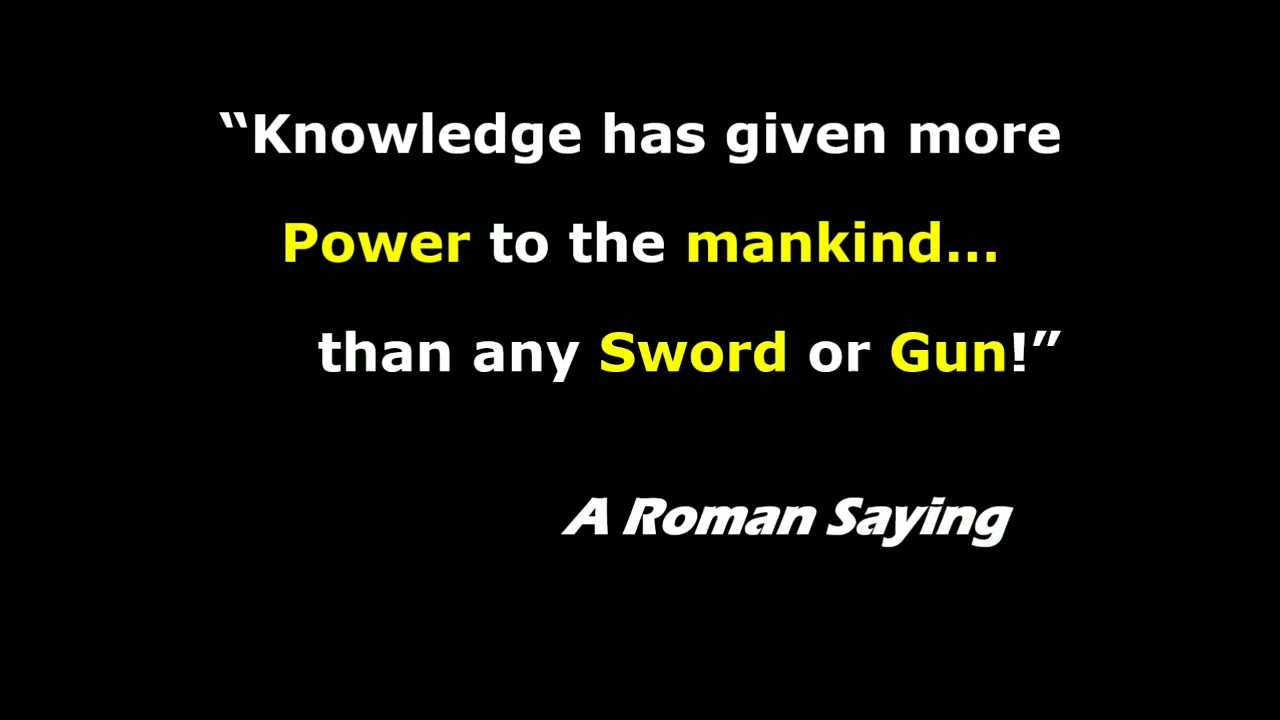 “Knowledge has given more
Power to the mankind...
than any Sword or Gun!”
A Roman Saying